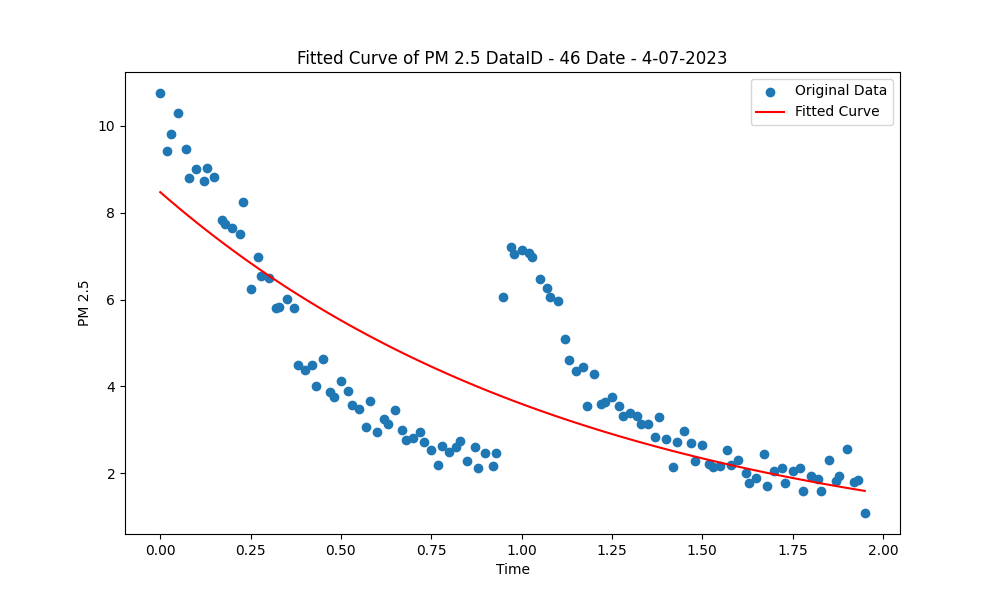 Fitted Curve of PM 2.5 DataID - 46 Date - 4-07-2023
Original Data
Fitted Curve
PM 2.5
10
8
6
4
2
0.00 0.25 0.50 0.75 1.00 1.25 1.50 1.75 2.00
Time